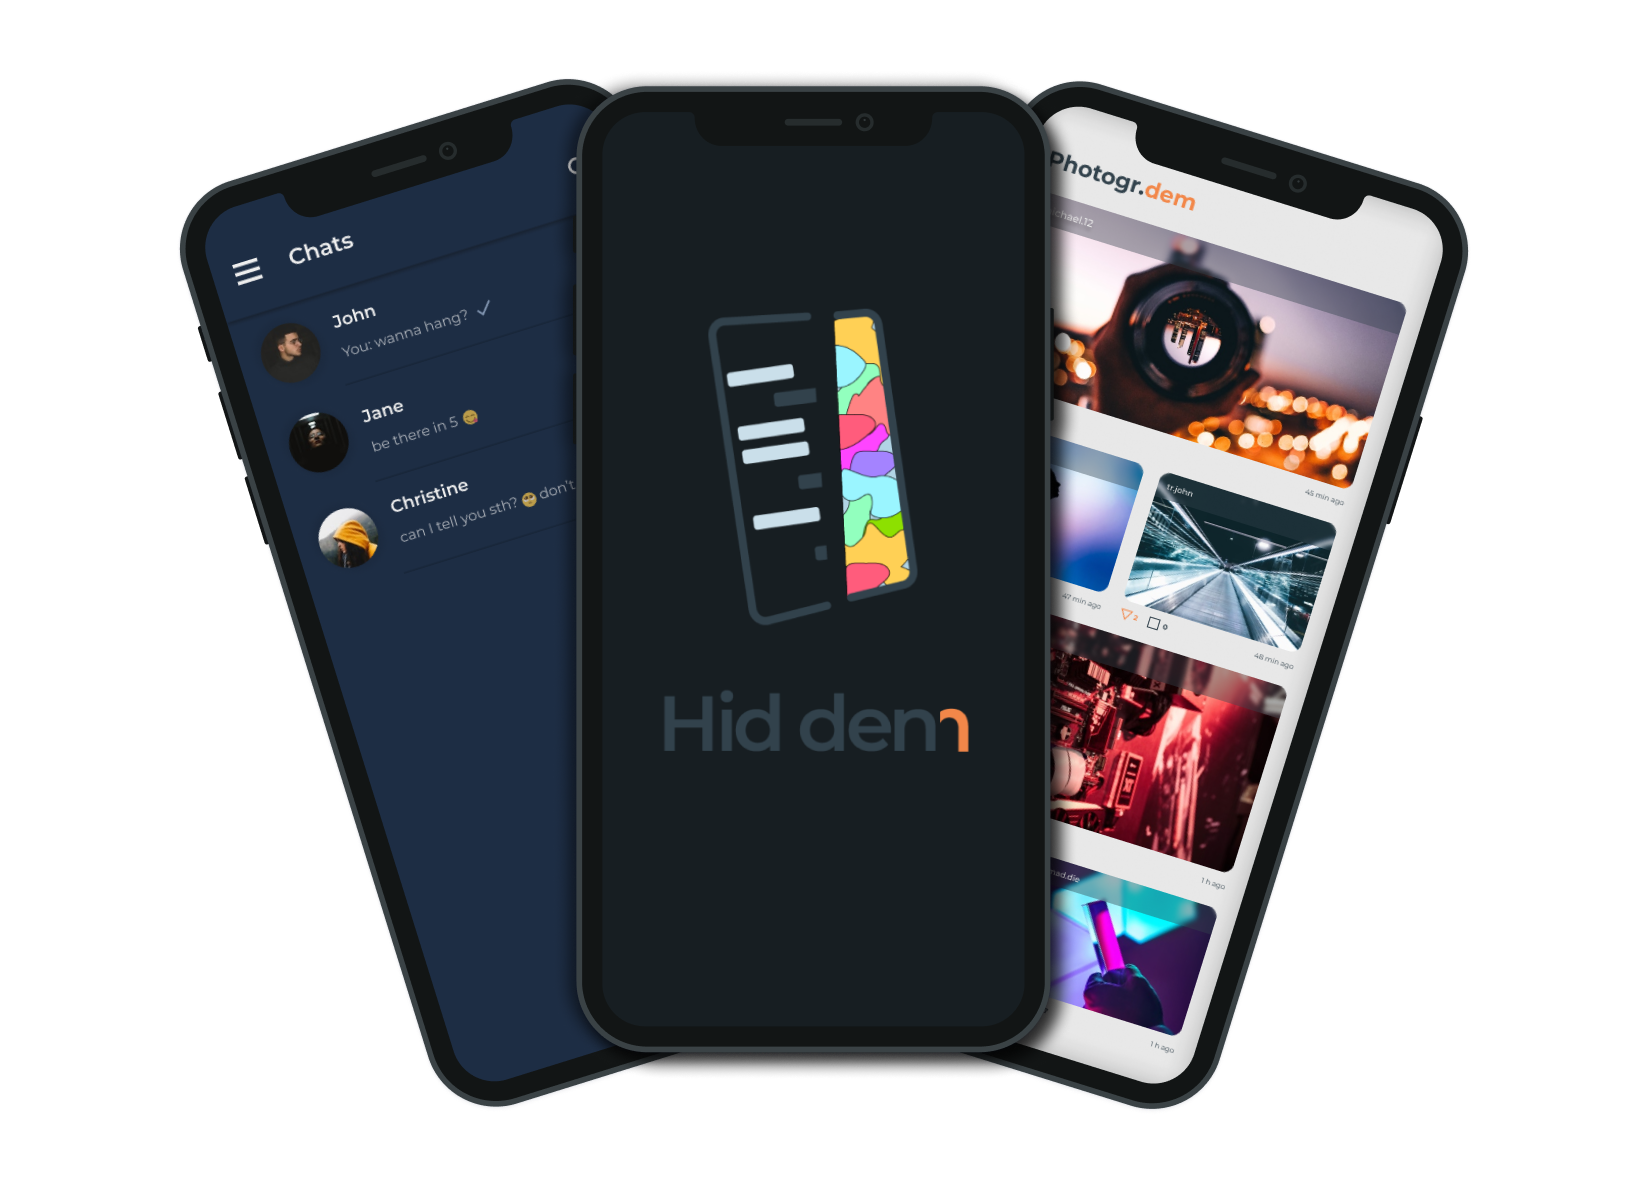 Chats
John
You: wanna hang?
Jane
be there in 5
Christine
can I tell you sth? don't
Hid denn
Photogr.dem
chael.12
45 min ago
47 min ago
tr.john
2
0
48 min ago
1 h ago
mad.die
1 h ago